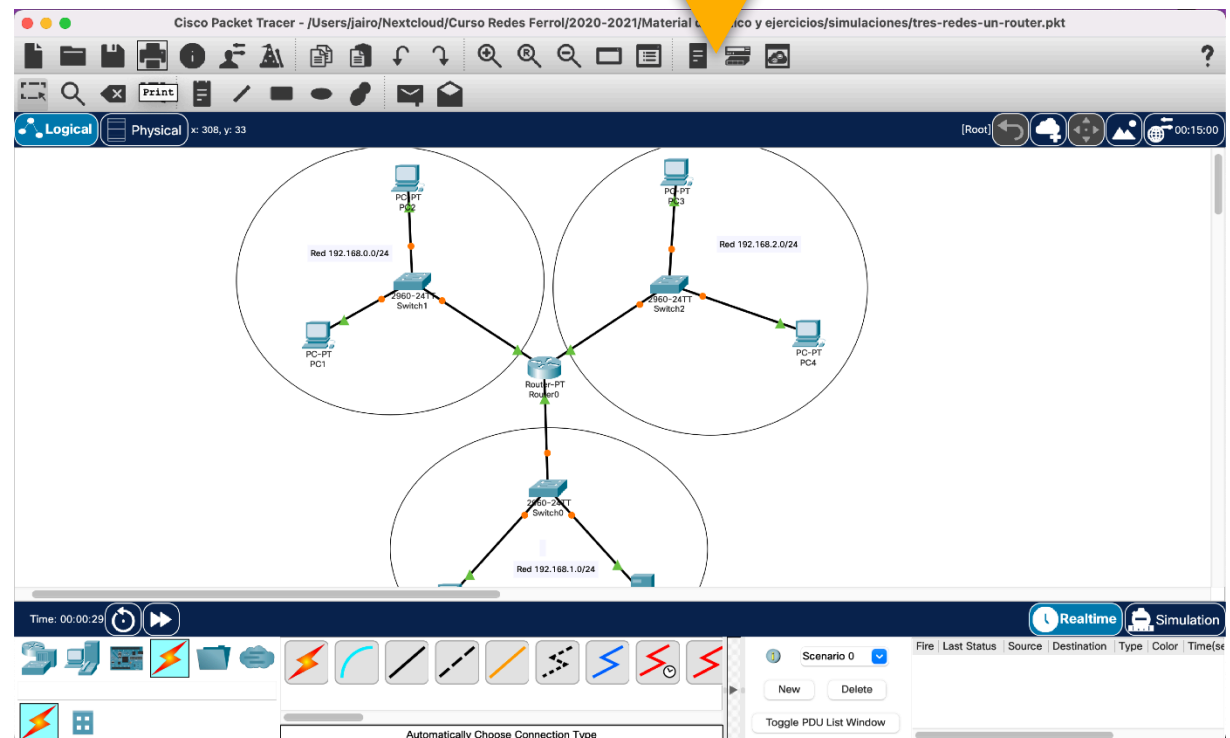 Cisco Packet Tracer - /Users/jairo/Nextcloud/Curso Redes Ferrol/2020-2021/Material co y ejercicios/simulaciones/tres-redes-un-router.pkt
?
Print
Logical Physical x: 308, y: 33 [Root] 00:15:00
PC-PT
PC2
PC-PT
PC3
Red 192.168.0.0/24
Red 192.168.2.0/24
2960-24TT
Switch1
2960-24TT
Switch2
PC-PT
PC1
PC-PT
PC4
Router-PT
Router0
2960-24TT
Switch0
Red 192.168.1.0/24
Time: 00:00:29 Realtime Simulation
Scenario 0
Fire Last Status Source Destination Type Color Time(se
New Delete
Toggle PDU List Window
Automatically Choose Connection Type